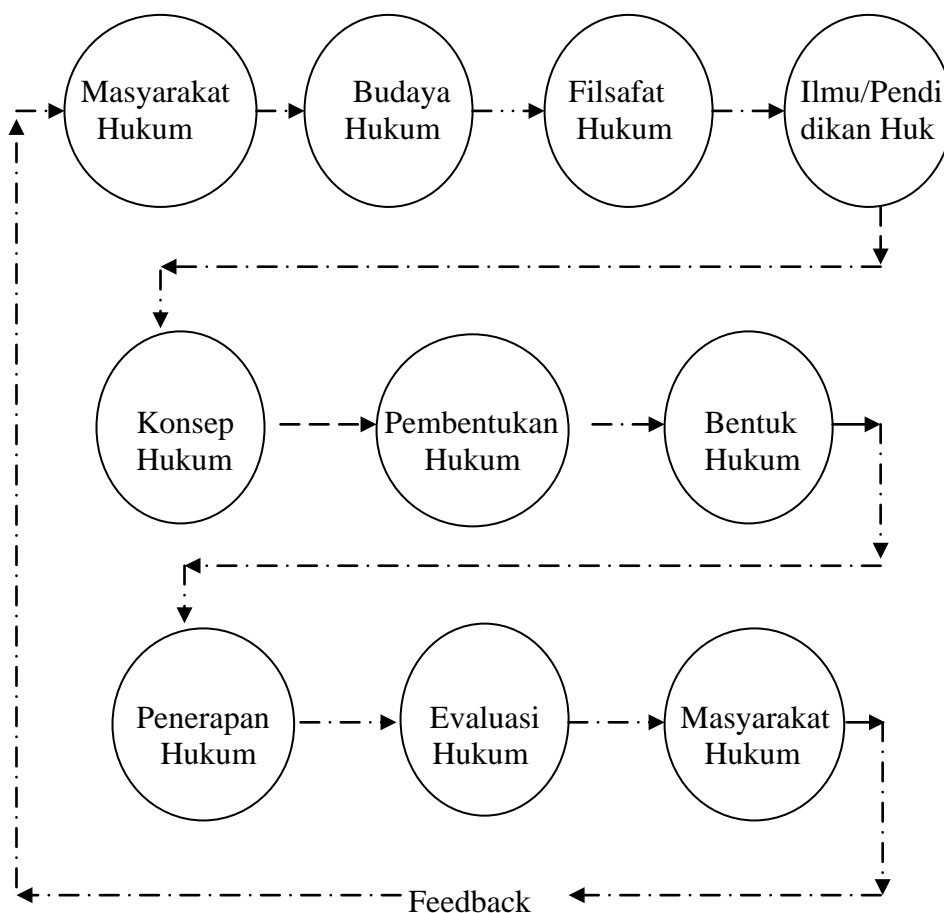 Masyarakat
Hukum
Budaya
Hukum
Filsafat
Hukum
Ilmu/Pendi
dikan Huk
Konsep
Hukum
Pembentukan
Hukum
Bentuk
Hukum
Penerapan
Hukum
Evaluasi
Hukum
Masyarakat
Hukum
Feedback